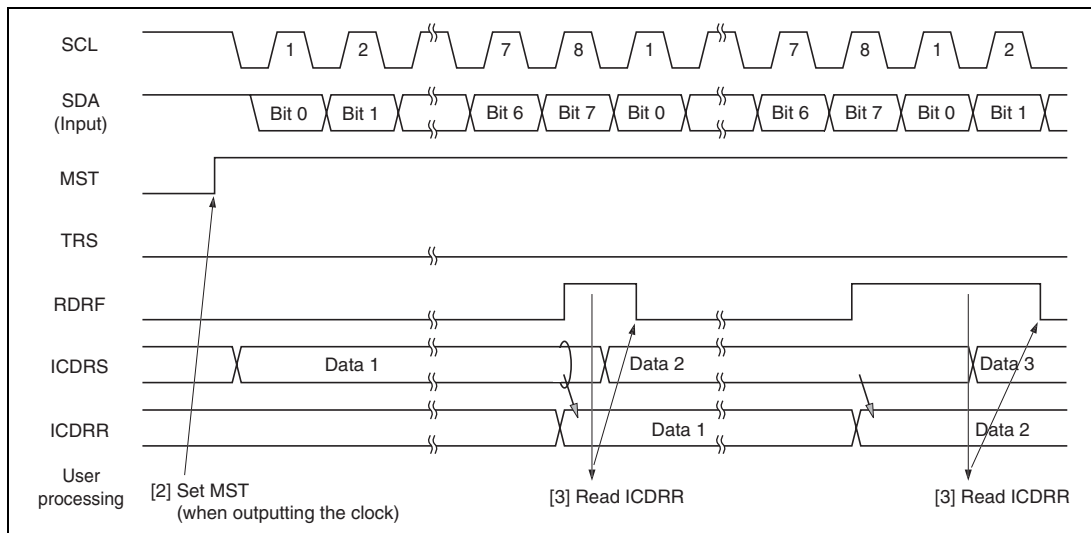 SCL
1 2 7 8 1 7 8 1 2
SDA
(Input)
Bit 0 Bit 1 Bit 6 Bit 7 Bit 0 Bit 6 Bit 7 Bit 0 Bit 1
MST
TRS
RDRF
ICDRS
Data 1 Data 2 Data 3
ICDRR
Data 1 Data 2
User
processing
[2] Set MST
(when outputting the clock)
[3] Read ICDRR
[3] Read ICDRR